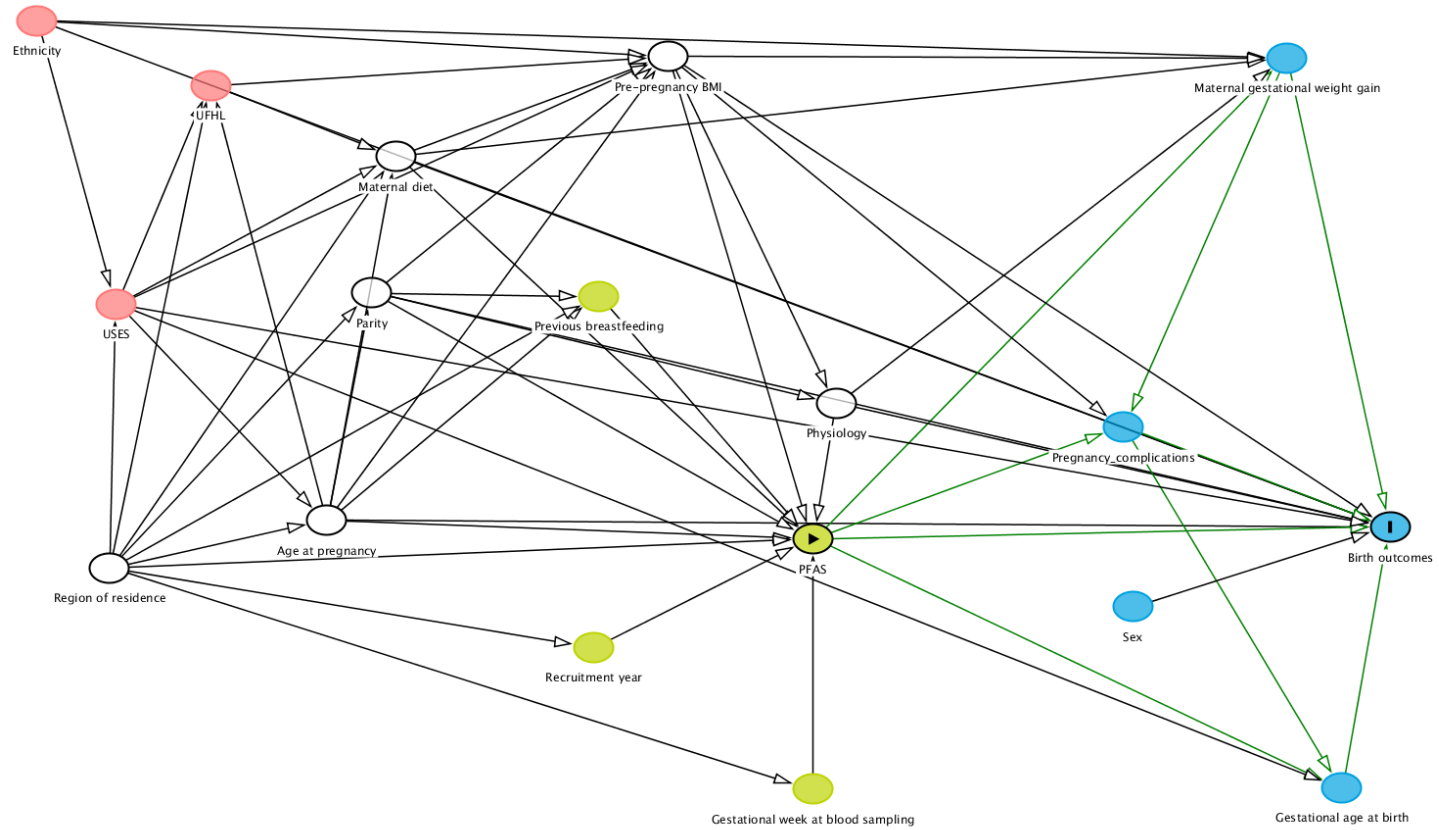 Ethnicity
Pre-pregnancy BMI
Maternal gestational weight gain
UFHL
Maternal diet
Parity
Previous breastfeeding
USES
Physiology
Pregnancy_complications
Age at pregnancy
Birth outcomes
PFAS
Region of residence
Sex
Recruitment year
Gestational week at blood sampling
Gestational age at birth